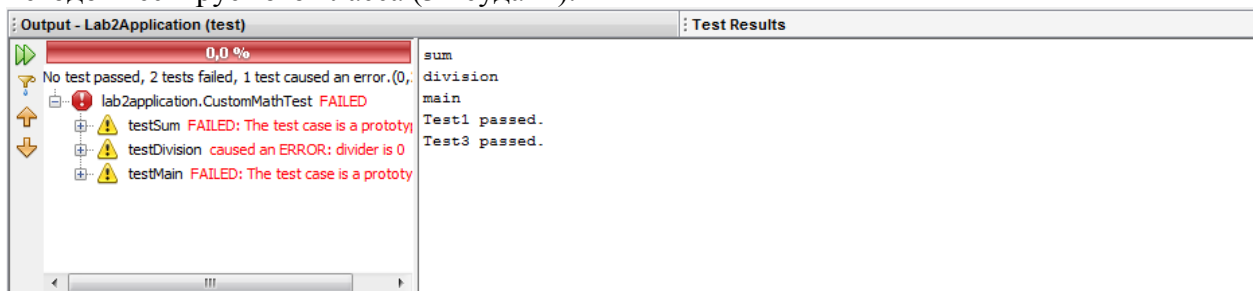 Output - Lab2Application (test)
Test Results
0,0 %
No test passed, 2 tests failed, 1 test caused an error.(0,
lab2application.CustomMathTest FAILED
testSum FAILED: The test case is a prototy
testDivision caused an ERROR: divider is 0
testMain FAILED: The test case is a prototy
sum
division
main
Test1 passed.
Test3 passed.